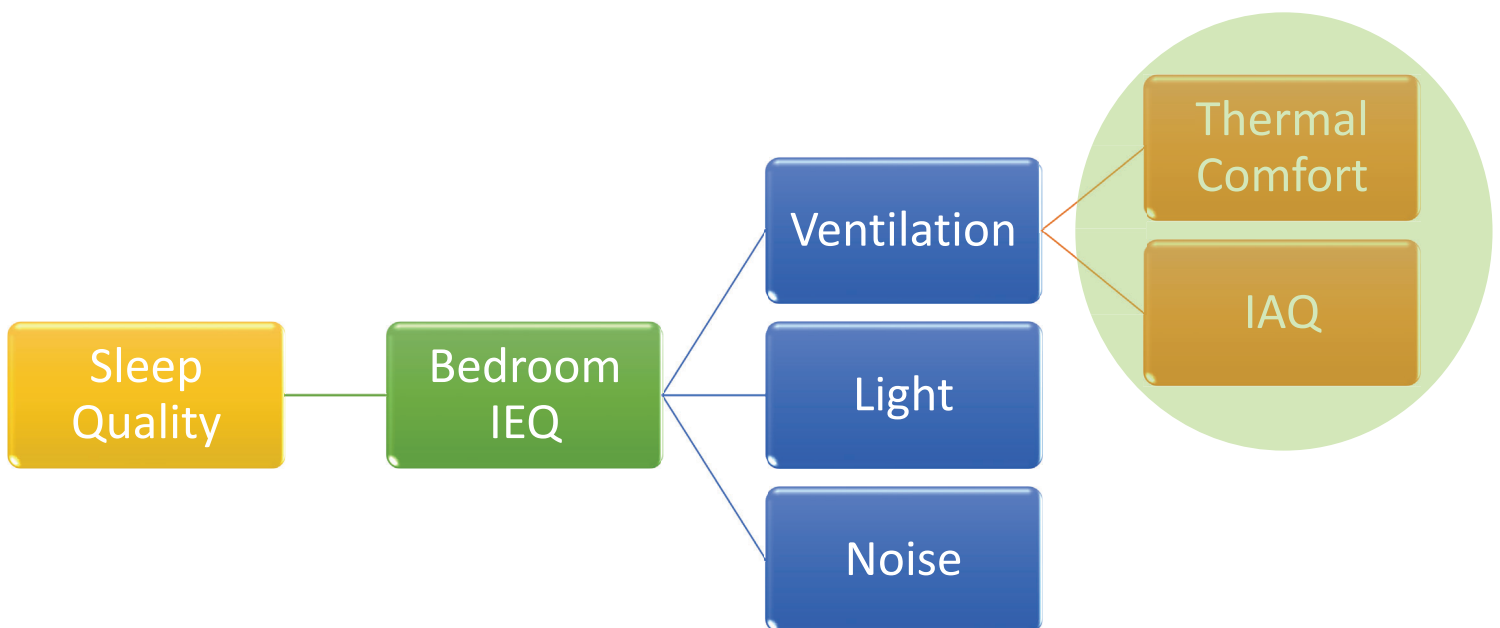 Sleep
Quality
Bedroom
IEQ
Ventilation
Light
Noise
Thermal
Comfort
IAQ